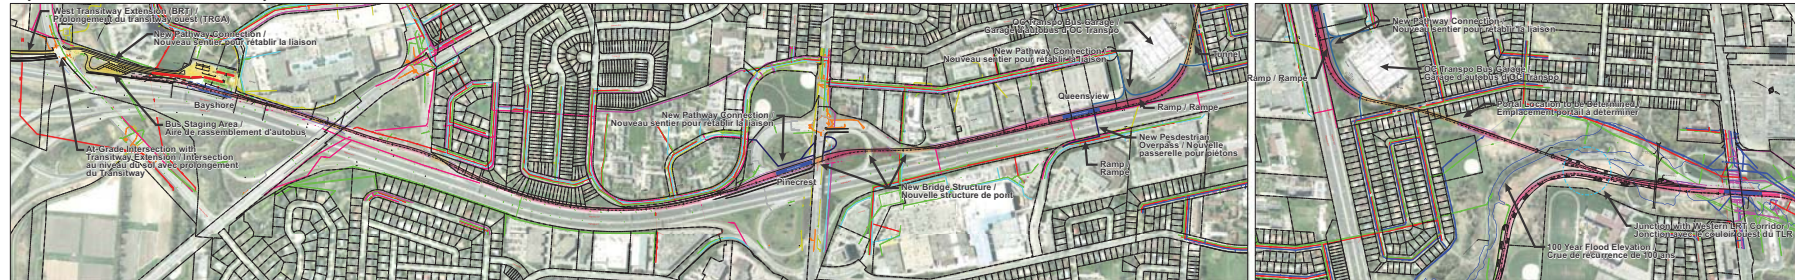 West Transitway Extension (BRT) /
Prolongement du transitway ouest (TRCA)
New Pathway Connection /
Nouveau sentier pour rétablir la liaison
Bayshore
Bus Staging Area /
Aire de rassemblement d'autobus
At-Grade Intersection with
Transitway Extension / Intersection
au niveau du sol avec prolongement
du Transitway
New Pathway Connection /
Nouveau sentier pour rétablir la liaison
Pinecrest
New Bridge Structure /
Nouvelle structure de pont
OC Transpo Bus Garage /
Garage d'autobus d'OC Transpo
New Pathway Connection /
Nouveau sentier pour rétablir la liaison
Tunnel
Queensview
Ramp / Rampe
New Pesdestrian
Overpass / Nouvelle
passerelle pour piétons
Ramp /
Rampe
New Pathway Connection /
Nouveau sentier pour rétablir la liaison
Ramp / Rampe
OC Transpo Bus Garage /
Garage d'autobus d'OC Transpo
Portal Location to be determined /
Emplacement portail à déterminer
Junction with Western LRT Corridor /
Jonction avec le couloir ouest du TLR
100 Year Flood Elevation /
Crue de récurrence de 100 ans